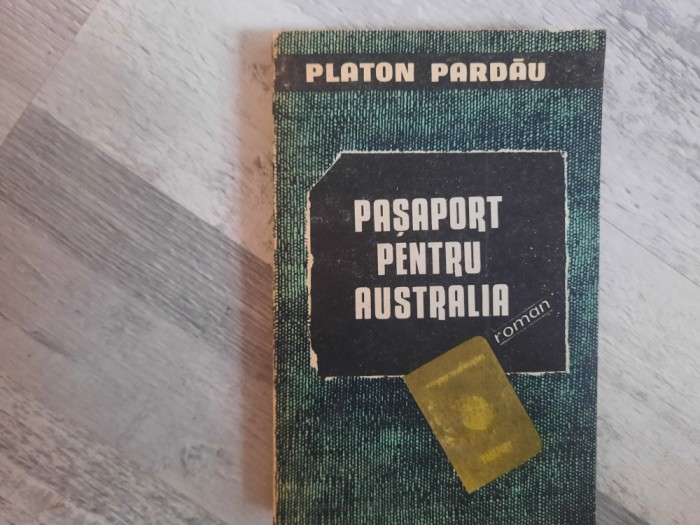 PLATON PARDĂU
PAȘAPORT
PENTRU
AUSTRALIA
roman